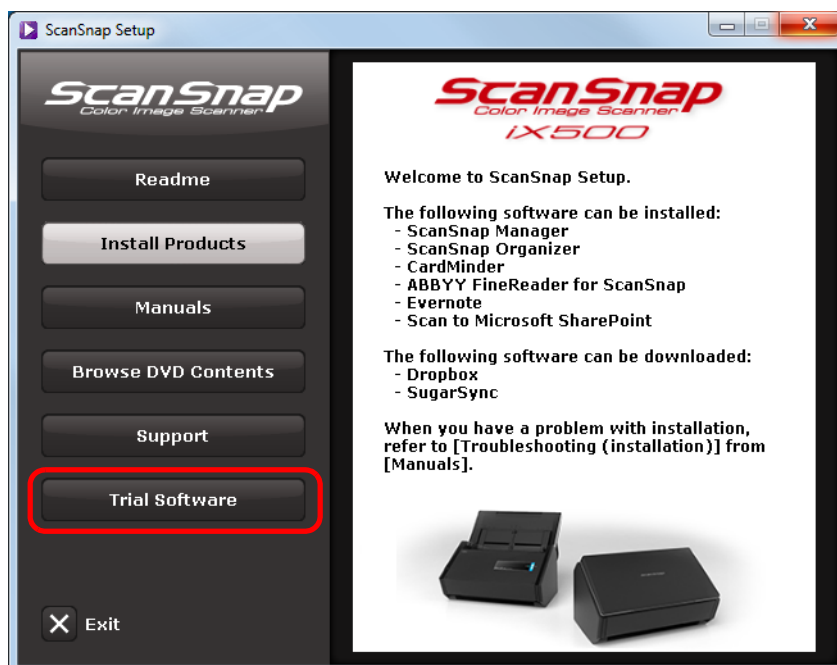 ScanSnap Setup
ScanSnap
Color Image Scanner
Readme
Install Products
Manuals
Browse DVD Contents
Support
Trial Software
Exit
ScanSnap
Color Image Scanner
iX500
Welcome to ScanSnap Setup.
The following software can be installed:
- ScanSnap Manager
- ScanSnap Organizer
- CardMinder
- ABBYY FineReader for ScanSnap
- Evernote
- Scan to Microsoft SharePoint
The following software can be downloaded:
- Dropbox
- SugarSync
When you have a problem with installation,
refer to [Troubleshooting (installation)] from
[Manuals].